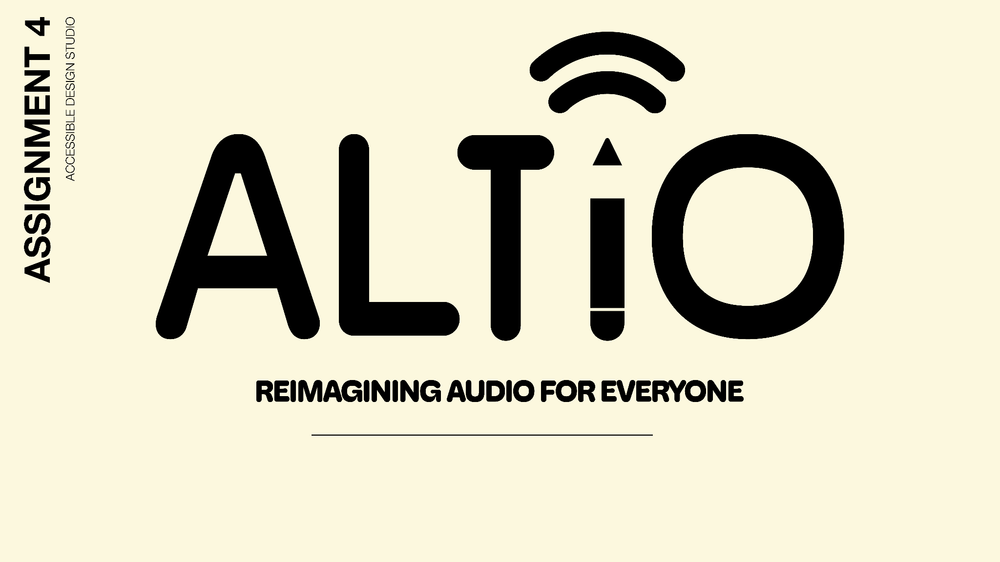 ASSIGNMENT 4
ACCESSIBLE DESIGN STUDIO
ALTiO
REIMAGINING AUDIO FOR EVERYONE